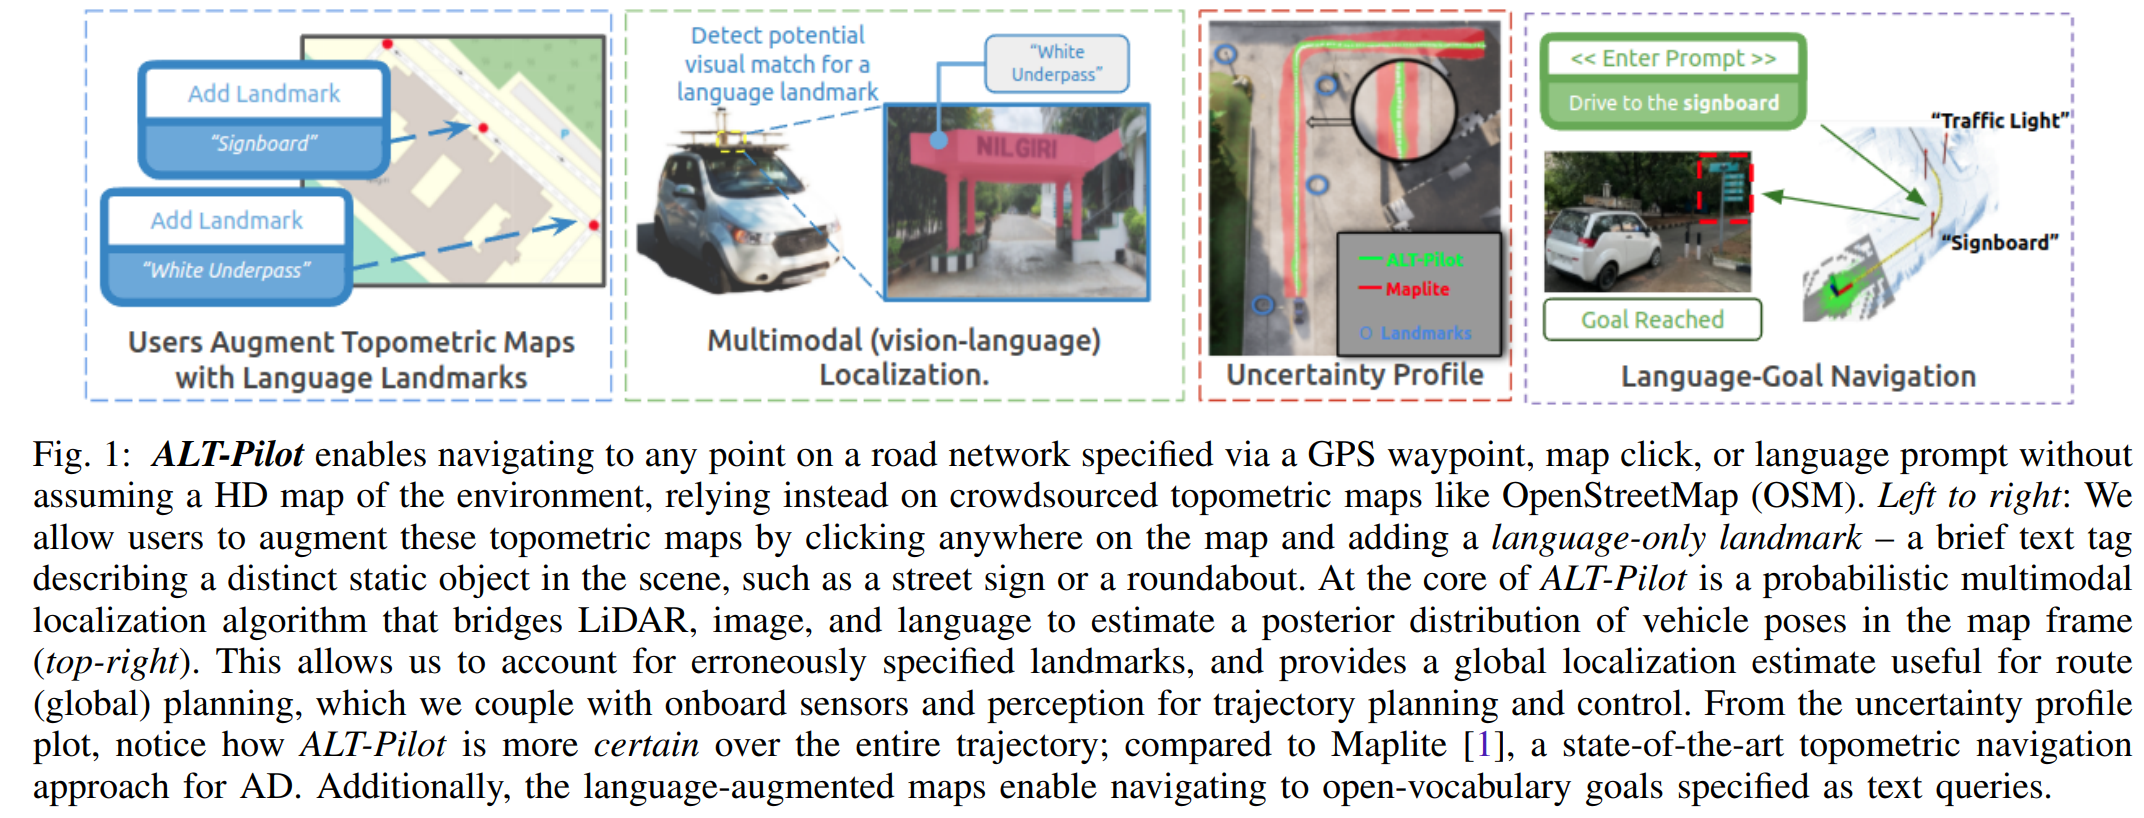 Add Landmark
“Signboard”
Add Landmark
“White Underpass”
P
Users Augment Topometric Maps
with Language Landmarks
Detect potential
visual match for a
language landmark
“White
Underpass”
NILGIRI
Multimodal (vision-language)
Localization.
ALT-Pilot
Maplite
Landmarks
Uncertainty Profile
<< Enter Prompt >>
Drive to the signboard
“Traffic Light”
“Signboard”
Goal Reached
Language-Goal Navigation
Fig. 1: ALT-Pilot enables navigating to any point on a road network specified via a GPS waypoint, map click, or language prompt without
assuming a HD map of the environment, relying instead on crowdsourced topometric maps like OpenStreetMap (OSM). Left to right: We
allow users to augment these topometric maps by clicking anywhere on the map and adding a language-only landmark – a brief text tag
describing a distinct static object in the scene, such as a street sign or a roundabout. At the core of ALT-Pilot is a probabilistic multimodal
localization algorithm that bridges LiDAR, image, and language to estimate a posterior distribution of vehicle poses in the map frame
(top-right). This allows us to account for erroneously specified landmarks, and provides a global localization estimate useful for route
(global) planning, which we couple with onboard sensors and perception for trajectory planning and control. From the uncertainty profile
plot, notice how ALT-Pilot is more certain over the entire trajectory; compared to Maplite [1], a state-of-the-art topometric navigation
approach for AD. Additionally, the language-augmented maps enable navigating to open-vocabulary goals specified as text queries.